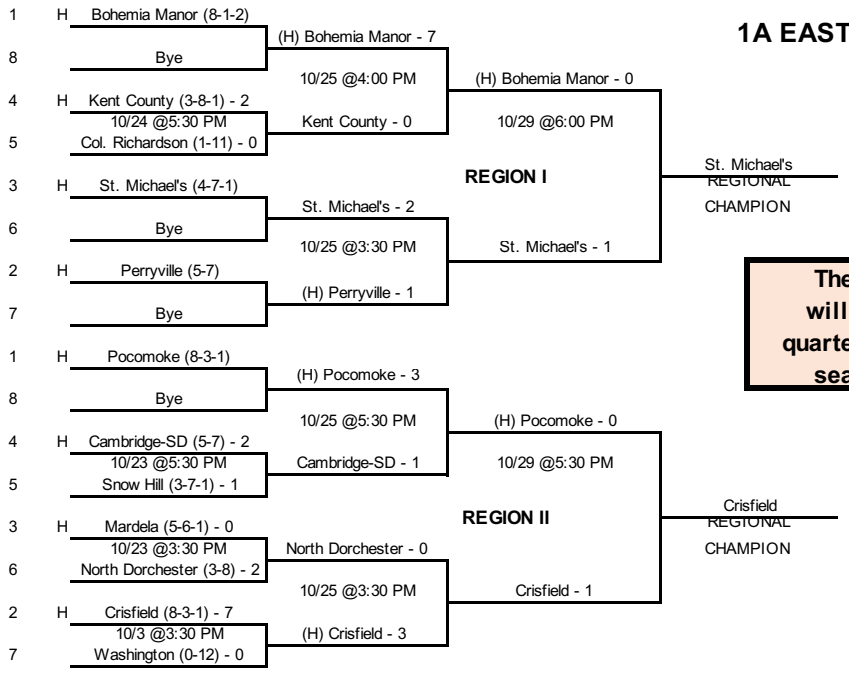 1A EAST
1 H Bohemia Manor (8-1-2)
(H) Bohemia Manor - 7
8 Bye
10/25 @4:00 PM
(H) Bohemia Manor - 0
4 H Kent County (3-8-1) - 2
10/24 @5:30 PM
Kent County - 0
10/29 @6:00 PM
5 Col. Richardson (1-11) - 0
St. Michael's
REGION I
REGIONAL
CHAMPION
3 H St. Michael's (4-7-1)
St. Michael's - 2
6 Bye
10/25 @3:30 PM
St. Michael's - 1
2 H Perryville (5-7)
(H) Perryville - 1
7 Bye
The
will
quarte
sea
1 H Pocomoke (8-3-1)
(H) Pocomoke - 3
8 Bye
10/25 @5:30 PM
(H) Pocomoke - 0
4 H Cambridge-SD (5-7) - 2
10/23 @5:30 PM
Cambridge-SD - 1
10/29 @5:30 PM
5 Snow Hill (3-7-1) - 1
Crisfield
REGION II
REGIONAL
CHAMPION
3 H Mardela (5-6-1) - 0
10/23 @3:30 PM
North Dorchester - 0
6 North Dorchester (3-8) - 2
10/25 @3:30 PM
Crisfield - 1
2 H Crisfield (8-3-1) - 7
10/3 @3:30 PM
(H) Crisfield - 3
7 Washington (0-12) - 0